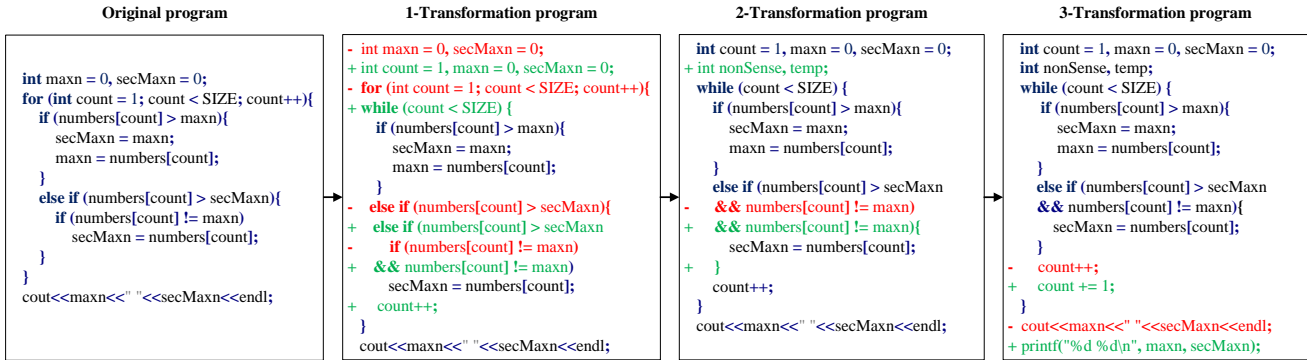 Original program
int maxn = 0, secMaxn = 0;
for (int count = 1; count < SIZE; count++){
if (numbers[count] > maxn){
secMaxn = maxn;
maxn = numbers[count];
}
else if (numbers[count] > secMaxn){
if (numbers[count] != maxn)
secMaxn = numbers[count];
}
}
cout<<maxn<<" "<<secMaxn<<endl;
1-Transformation program
- int maxn = 0, secMaxn = 0;
+ int count = 1, maxn = 0, secMaxn = 0;
- for (int count = 1; count < SIZE; count++){
+ while (count < SIZE) {
if (numbers[count] > maxn){
secMaxn = maxn;
maxn = numbers[count];
}
- else if (numbers[count] > secMaxn){
+ else if (numbers[count] > secMaxn
- if (numbers[count] != maxn)
+ && numbers[count] != maxn)
secMaxn = numbers[count];
+ count++;
}
cout<<maxn<<" "<<secMaxn<<endl;
2-Transformation program
int count = 1, maxn = 0, secMaxn = 0;
+ int nonSense, temp;
while (count < SIZE) {
if (numbers[count] > maxn){
secMaxn = maxn;
maxn = numbers[count];
}
else if (numbers[count] > secMaxn
- && numbers[count] != maxn)
+ && numbers[count] != maxn){
secMaxn = numbers[count];
+ }
count++;
}
cout<<maxn<<" "<<secMaxn<<endl;
3-Transformation program
int count = 1, maxn = 0, secMaxn = 0;
int nonSense, temp;
while (count < SIZE) {
if (numbers[count] > maxn){
secMaxn = maxn;
maxn = numbers[count];
}
else if (numbers[count] > secMaxn
&& numbers[count] != maxn){
secMaxn = numbers[count];
}
- count++;
+ count += 1;
}
- cout<<maxn<<" "<<secMaxn<<endl;
+ printf("%d %d\n", maxn, secMaxn);